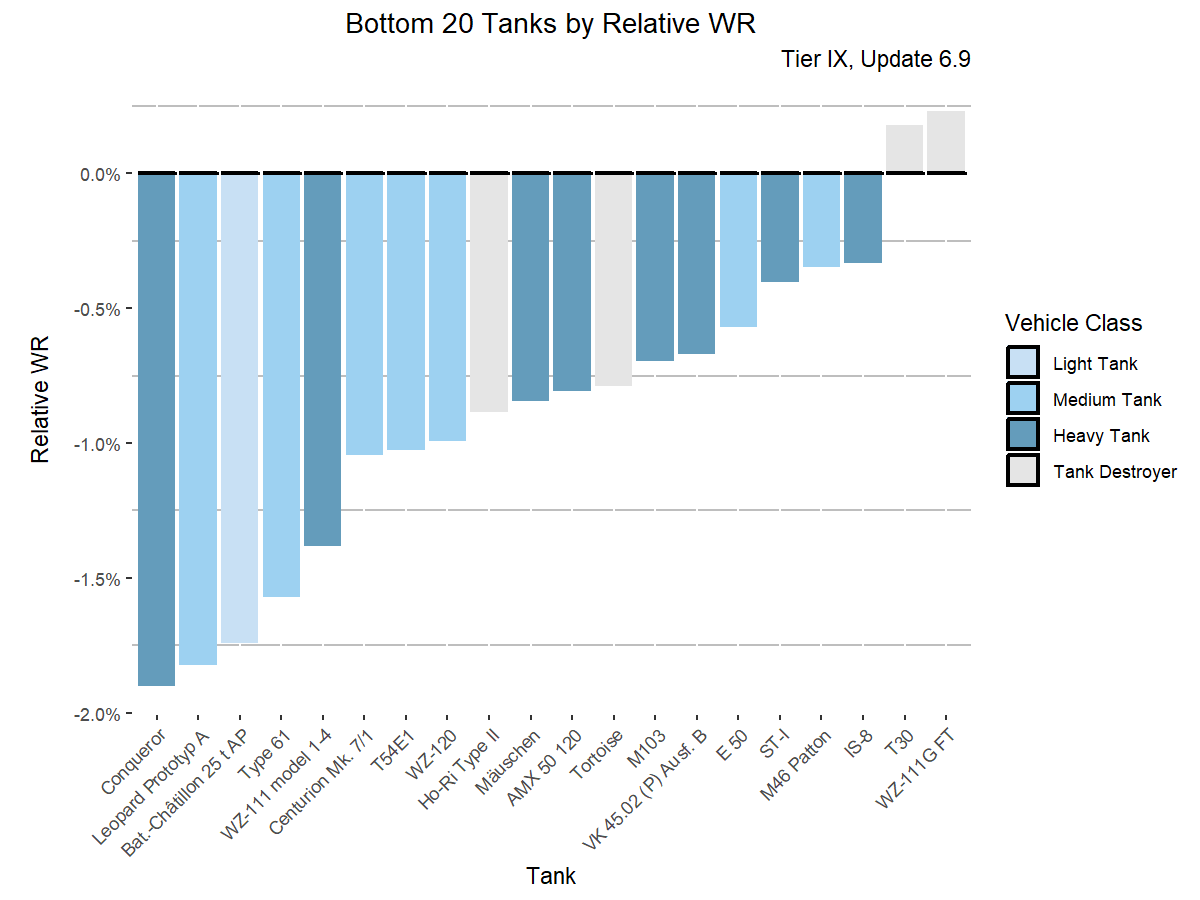 Bottom 20 Tanks by Relative WR
Tier IX, Update 6.9
Relative WR
0.0%
-0.5%
-1.0%
-1.5%
-2.0%
Conqueror
Leopard Prototyp A
Bat.-Châtillon 25 t AP
Type 61
WZ-111 model 1-4
Centurion Mk. 7/1
T54E1
WZ-120
Ho-Ri Type II
Mäuschen
AMX 50 120
Tortoise
M103
VK 45.02 (P) Ausf. B
E 50
ST-I
M46 Patton
IS-8
T30
WZ-111G FT
Tank
Vehicle Class
Light Tank
Medium Tank
Heavy Tank
Tank Destroyer